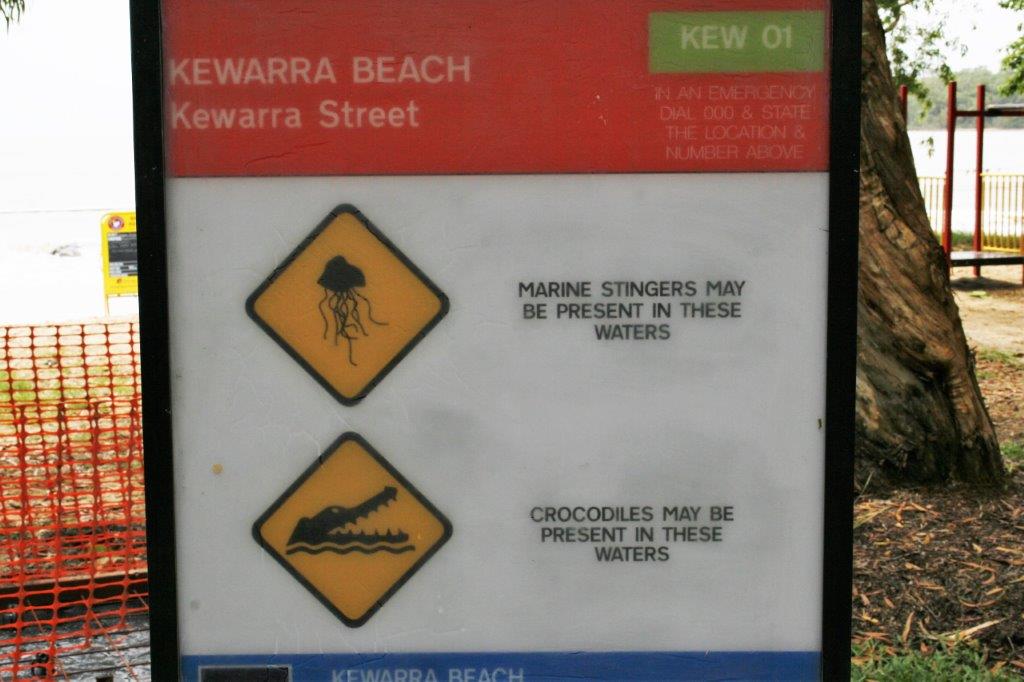 KEWARRA BEACH
Kewarra Street
KEW 01
IN AN EMERGENCY
DIAL 000 & STATE
THE LOCATION &
NUMBER ABOVE
MARINE STINGERS MAY
BE PRESENT IN THESE
WATERS
CROCODILES MAY BE
PRESENT IN THESE
WATERS
KEWARRA BEACH